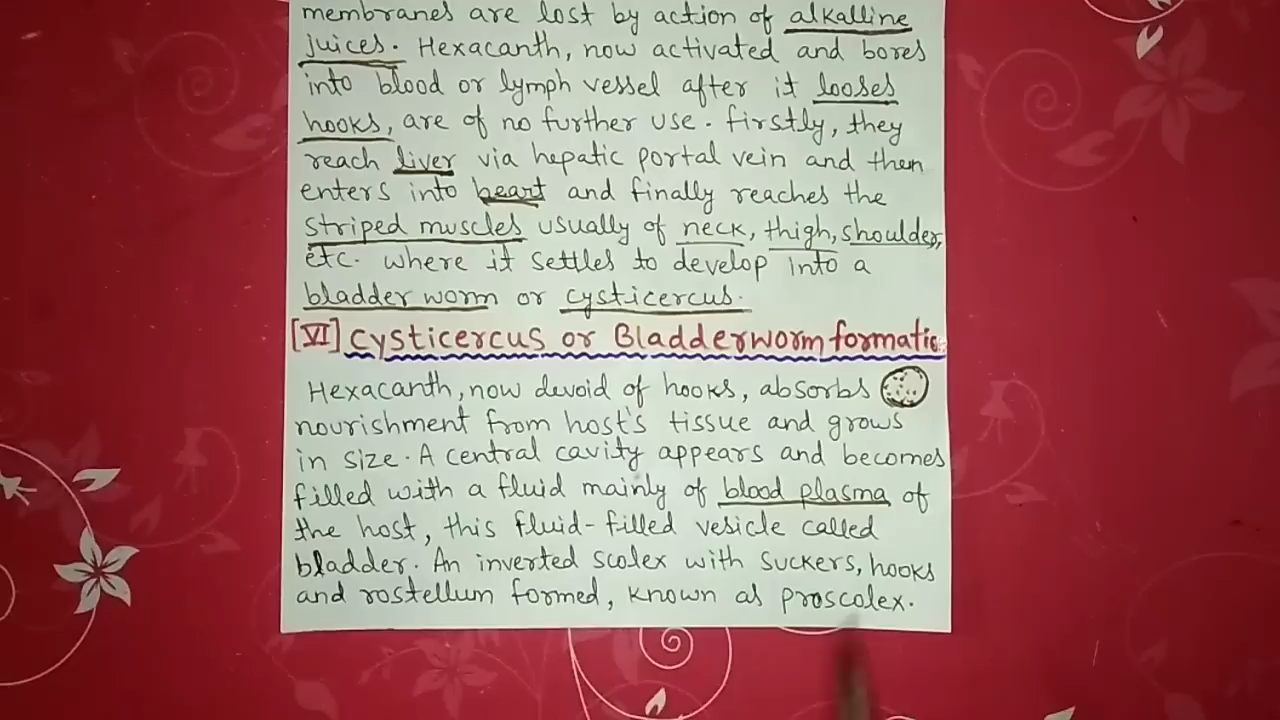 membranes are lost by action of alkalline
juices. Hexacanth, now activated and bores
into blood or lymph vessel after it looses
hooks, are of no further use. firstly, they
reach liver via hepatic portal vein and then
enters into heart and finally reaches the
striped muscles usually of neck, thigh, shoulder,
etc. where it settles to develop into a
bladder worm or cysticercus.
[VI] Cysticercus or Bladderworm formatio
Hexacanth, now devoid of hooks, absorbs
nourishment from host's tissue and grows
in size. A central cavity appears and becomes
filled with a fluid mainly of blood plasma of
the host, this fluid-filled vesicle called
bladder. An inverted scolex with suckers, hooks
and rostellum formed, known as proscolex.